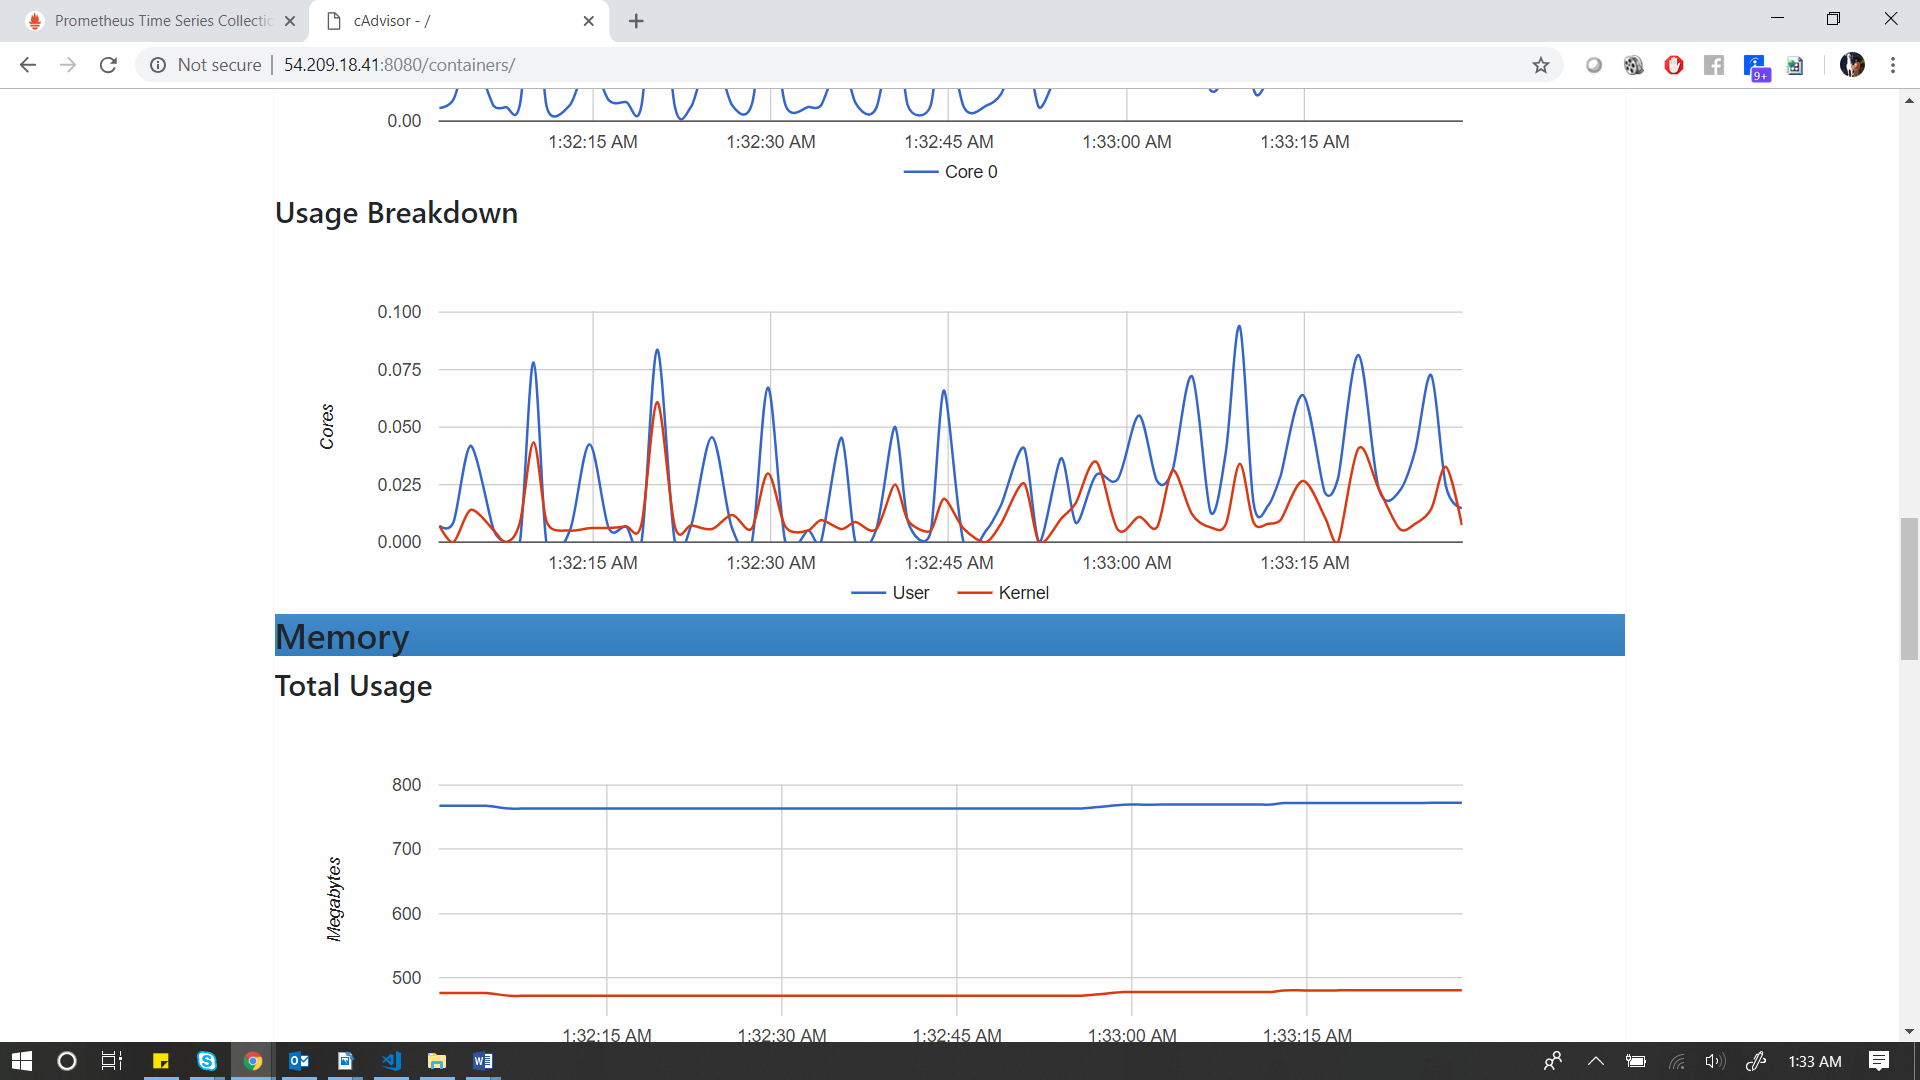 Prometheus Time Series Collectic
cAdvisor - /
Not secure
54.209.18.41:8080/containers/
9+
0.00
1:32:15 AM 1:32:30 AM 1:32:45 AM 1:33:00 AM 1:33:15 AM
Core 0
Usage Breakdown
0.100
0.075
0.050
0.025
0.000
Cores
1:32:15 AM 1:32:30 AM 1:32:45 AM 1:33:00 AM 1:33:15 AM
User Kernel
Memory
Total Usage
800
700
600
500
Megabytes
1:32:15 AM 1:32:30 AM 1:32:45 AM 1:33:00 AM 1:33:15 AM
1:33 AM